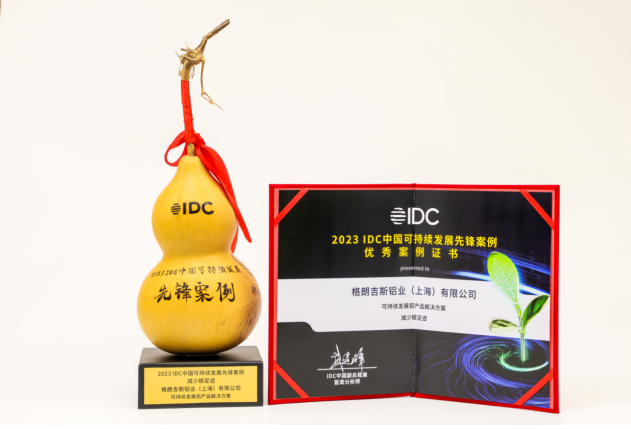 IDC
2023 IDC中国可持续发展
先锋案例
2023 IDC中国可持续发展先锋案例
减少碳足迹
格朗吉斯铝业（上海）有限公司
可持续发展铝产品解决方案
IDC
2023 IDC中国可持续发展先锋案例
优秀案例证书
presented to
格朗吉斯铝业（上海）有限公司
可持续发展铝产品解决方案
减少碳足迹
IDC中国副总裁兼
首席分析师